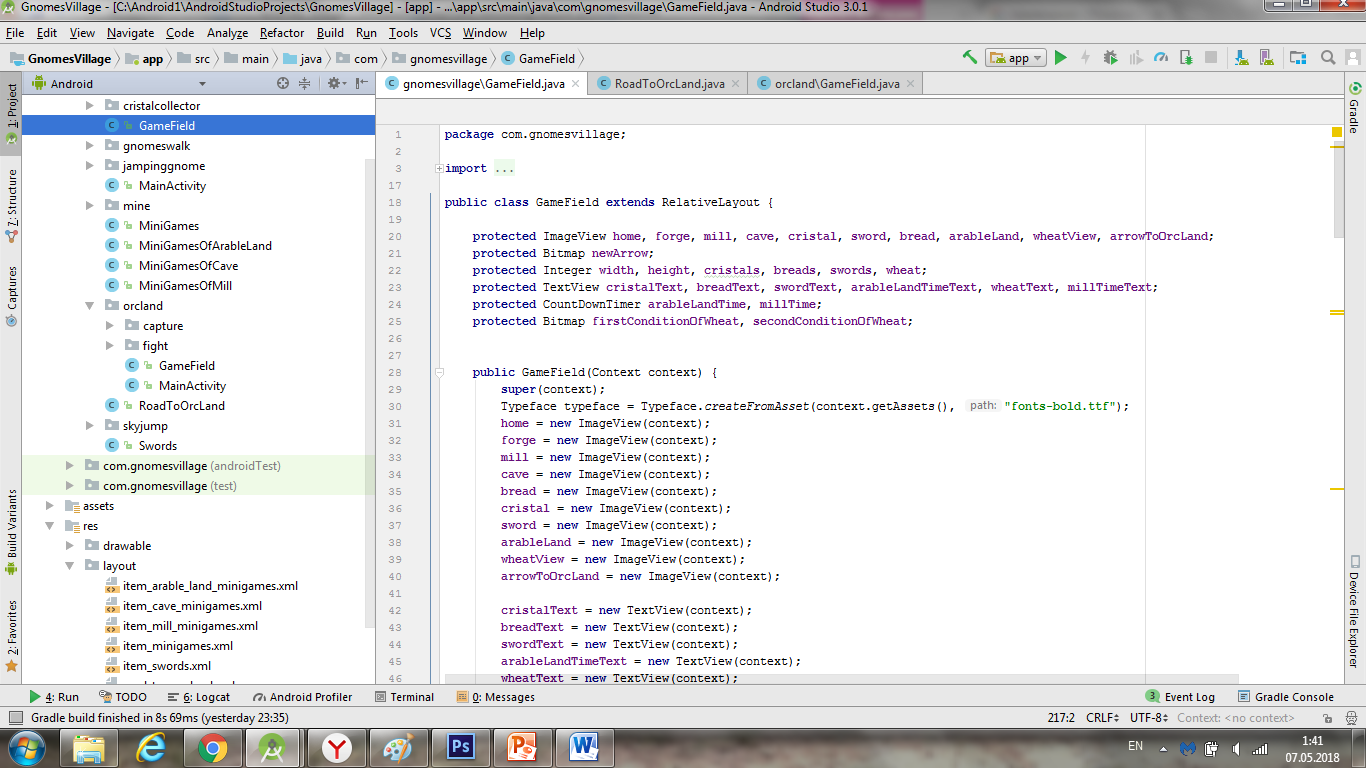 GnomesVillage - [C:\Android1\AndroidStudioProjects\GnomesVillage] - [app] - ...\app\src\main\java\com\gnomesvillage\GameField.java - Android Studio 3.0.1
File Edit View Navigate Code Analyze Refactor Build Run Tools VCS Window Help
GnomesVillage app src main java com gnomesvillage GameField app
Android
gnomesvillage\GameField.java RoadToOrcLand.java orcland\GameField.java
1: Project
7: Structure
Captures
Build Variants
2: Favorites
cristalcollector
GameField
gnomeswalk
jampinggnome
MainActivity
mine
MiniGames
MiniGamesOfArableLand
MiniGamesOfCave
MiniGamesOfMill
orcland
capture
fight
GameField
MainActivity
RoadToOrcLand
skyjump
Swords
com.gnomesvillage (androidTest)
com.gnomesvillage (test)
assets
res
drawable
layout
item_arable_land_minigames.xml
item_cave_minigames.xml
item_mill_minigames.xml
item_minigames.xml
item_swords.xml
1 package com.gnomesvillage;
2
3 import ...
17
18 public class GameField extends RelativeLayout {
19
20 protected ImageView home, forge, mill, cave, cristal, sword, bread, arableLand, wheatView, arrowToOrcLand;
21 protected Bitmap newArrow;
22 protected Integer width, height, cristals, breads, swords, wheat;
23 protected TextView cristalText, breadText, swordText, arableLandTimeText, wheatText, millTimeText;
24 protected CountDownTimer arableLandTime, millTime;
25 protected Bitmap firstConditionOfWheat, secondConditionOfWheat;
26
27
28 public GameField(Context context) {
29 super(context);
30 Typeface typeface = Typeface.createFromAsset(context.getAssets(), path: "fonts-bold.ttf");
31 home = new ImageView(context);
32 forge = new ImageView(context);
33 mill = new ImageView(context);
34 cave = new ImageView(context);
35 bread = new ImageView(context);
36 cristal = new ImageView(context);
37 sword = new ImageView(context);
38 arableLand = new ImageView(context);
39 wheatView = new ImageView(context);
40 arrowToOrcLand = new ImageView(context);
41
42 cristalText = new TextView(context);
43 breadText = new TextView(context);
44 swordText = new TextView(context);
45 arableLandTimeText = new TextView(context);
46 wheatText = new TextView(context);
Gradle
Device File Explorer
4: Run TODO 6: Logcat Android Profiler Terminal 0: Messages 3 Event Log Gradle Console
Gradle build finished in 8s 69ms (yesterday 23:35) 217:2 CRLF UTF-8 Context: <no context>
Ps P W EN 1:41
07.05.2018